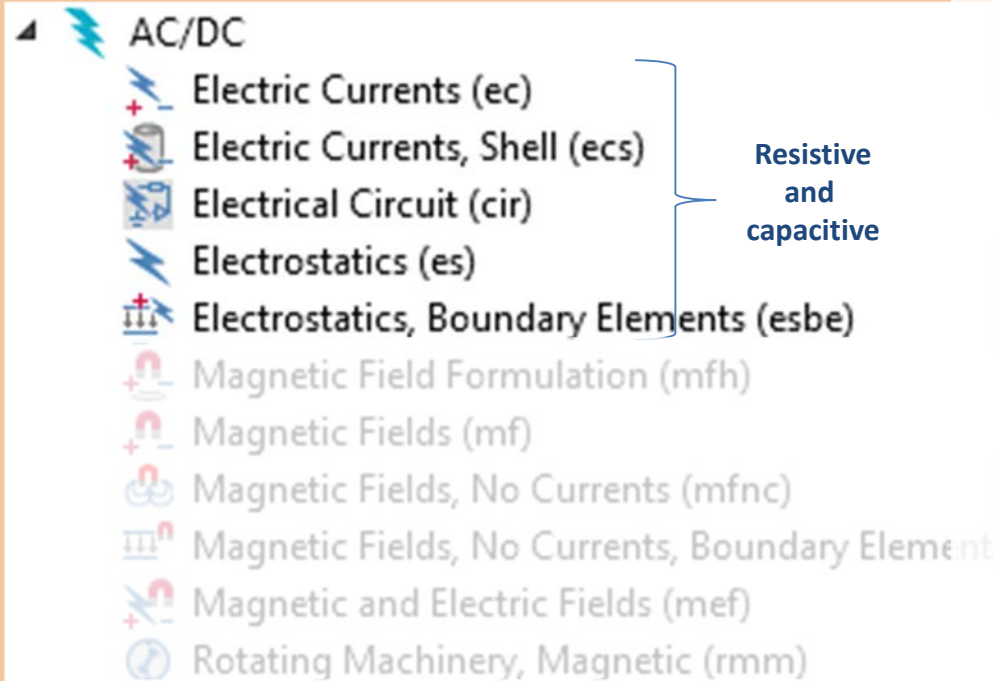 AC/DC
Electric Currents (ec)
Electric Currents, Shell (ecs)
Electrical Circuit (cir)
Electrostatics (es)
Electrostatics, Boundary Elements (esbe)
Magnetic Field Formulation (mfh)
Magnetic Fields (mf)
Magnetic Fields, No Currents (mfnc)
Magnetic Fields, No Currents, Boundary Element
Magnetic and Electric Fields (mef)
Rotating Machinery, Magnetic (rmm)
Resistive
and
capacitive